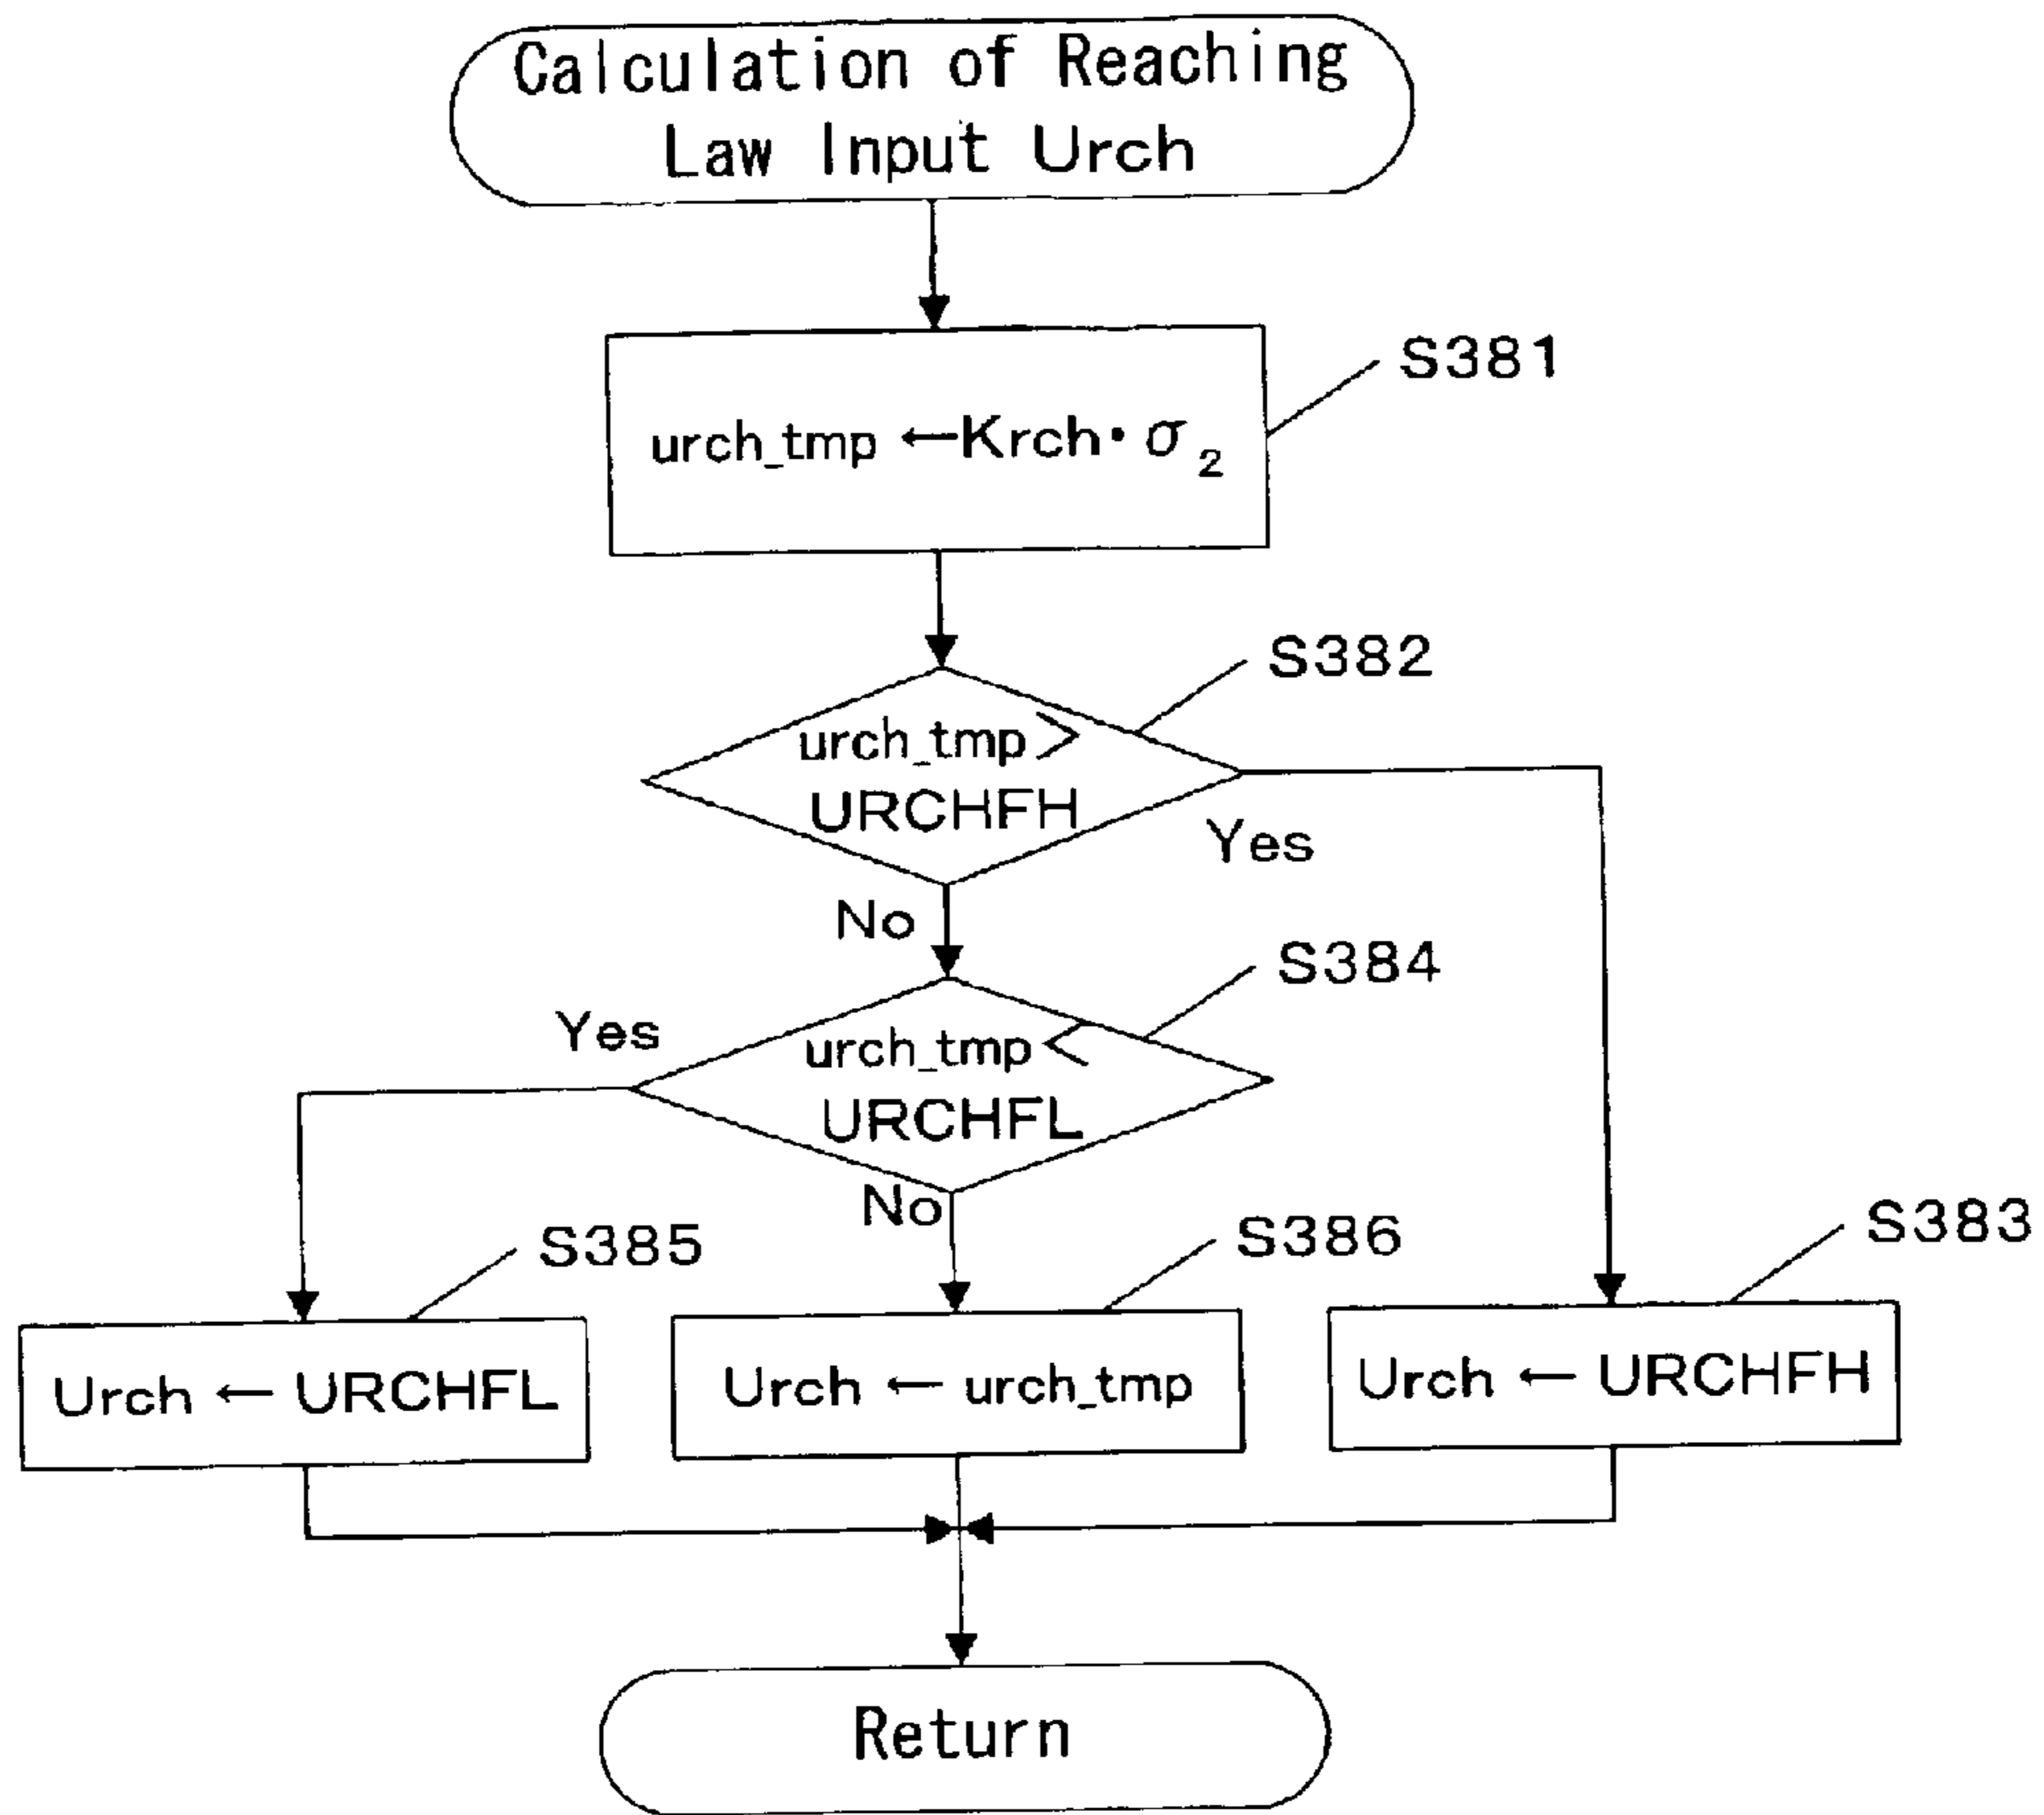 Calculation of Reaching
Law Input Urch
S381
urch_tmp ←Krch・σ₂
S382
urch_tmp >
URCHFH
Yes
No
S384
Yes
urch_tmp <
URCHFL
No
S385
S386
S383
Urch ← URCHFL
Urch ← urch_tmp
Urch ← URCHFH
Return